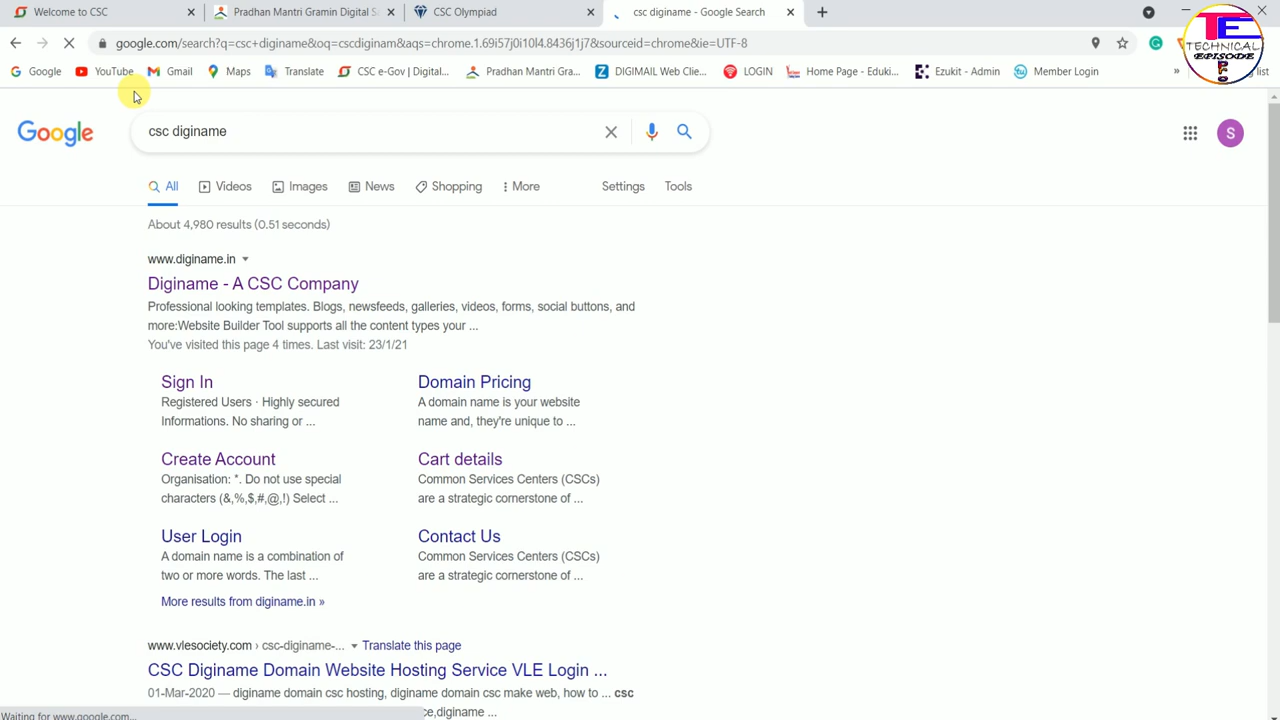 Welcome to CSC
Pradhan Mantri Gramin Digital Sa
CSC Olympiad
csc diginame - Google Search
google.com/search?q=csc+diginame&oq=cscdiginam&aqs=chrome.1.69i57j0i10l4.8436j1j7&sourceid=chrome&ie=UTF-8
Google
YouTube
Gmail
Maps
Translate
CSC e-Gov | Digital...
Pradhan Mantri Gra...
DIGIMAIL Web Clie...
LOGIN
Home Page - Eduki...
Ezukit - Admin
Member Login
»
TE
TECHNICAL
EPISODE
Google
csc diginame
S
All
Videos
Images
News
Shopping
More
Settings
Tools
About 4,980 results (0.51 seconds)
www.diginame.in
Diginame - A CSC Company
Professional looking templates. Blogs, newsfeeds, galleries, videos, forms, social buttons, and
more:Website Builder Tool supports all the content types your ...
You've visited this page 4 times. Last visit: 23/1/21
Sign In
Registered Users · Highly secured
Informations. No sharing or ...
Domain Pricing
A domain name is your website
name and, they're unique to ...
Create Account
Organisation: *. Do not use special
characters (&,%,$,#,@,!) Select ...
Cart details
Common Services Centers (CSCs)
are a strategic cornerstone of ...
User Login
A domain name is a combination of
two or more words. The last ...
Contact Us
Common Services Centers (CSCs)
are a strategic cornerstone of ...
More results from diginame.in »
www.vlesociety.com › csc-diginame-... Translate this page
CSC Diginame Domain Website Hosting Service VLE Login ...
01-Mar-2020 — diginame domain csc hosting, diginame domain csc make web, how to ... csc
ce,diginame ...
Waiting for www.google.com...